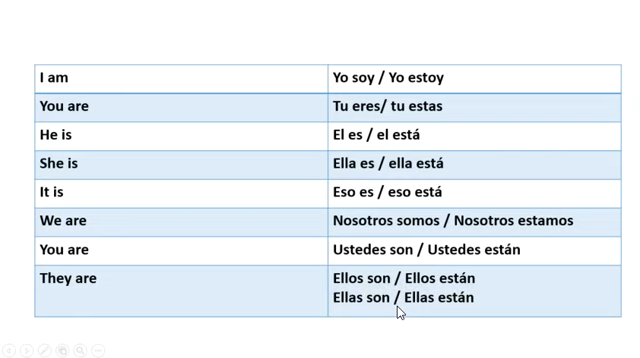 I am Yo soy / Yo estoy
You are Tu eres/ tu estas
He is El es / el está
She is Ella es / ella está
It is Eso es / eso está
We are Nosotros somos / Nosotros estamos
You are Ustedes son / Ustedes están
They are Ellos son / Ellos están
Ellas son / Ellas están